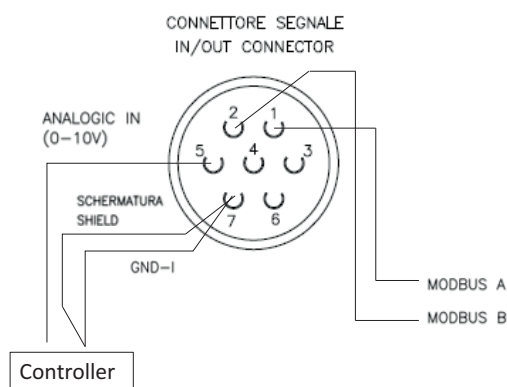 CONNETTORE SEGNALE
IN/OUT CONNECTOR
ANALOGIC IN
(0-10V)
2
1
5
4
3
SCHERMATURA
SHIELD
7
6
GND-I
MODBUS A
MODBUS B
Controller